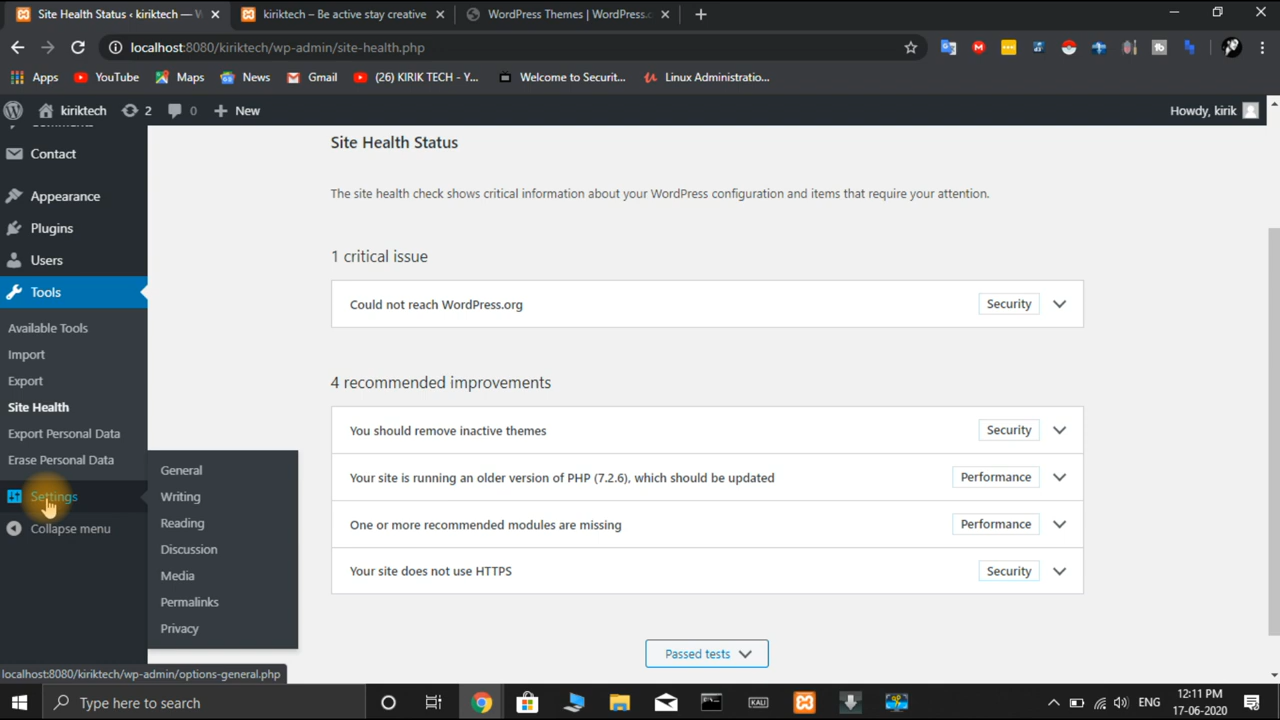 Site Health Status ‹ kiriktech — W
kiriktech – Be active stay creative
WordPress Themes | WordPress.c
localhost:8080/kiriktech/wp-admin/site-health.php
Apps
YouTube
Maps
News
Gmail
(26) KIRIK TECH - Y...
Welcome to Securit...
Linux Administratio...
kiriktech
2
0
New
Howdy, kirik
Comments
Contact
Appearance
Plugins
Users
Tools
Available Tools
Import
Export
Site Health
Export Personal Data
Erase Personal Data
Settings
Collapse menu
General
Writing
Reading
Discussion
Media
Permalinks
Privacy
Site Health Status
The site health check shows critical information about your WordPress configuration and items that require your attention.
1 critical issue
Could not reach WordPress.org Security
4 recommended improvements
You should remove inactive themes Security
Your site is running an older version of PHP (7.2.6), which should be updated Performance
One or more recommended modules are missing Performance
Your site does not use HTTPS Security
Passed tests
localhost:8080/kiriktech/wp-admin/options-general.php
Type here to search
KALI
ENG
12:11 PM
17-06-2020